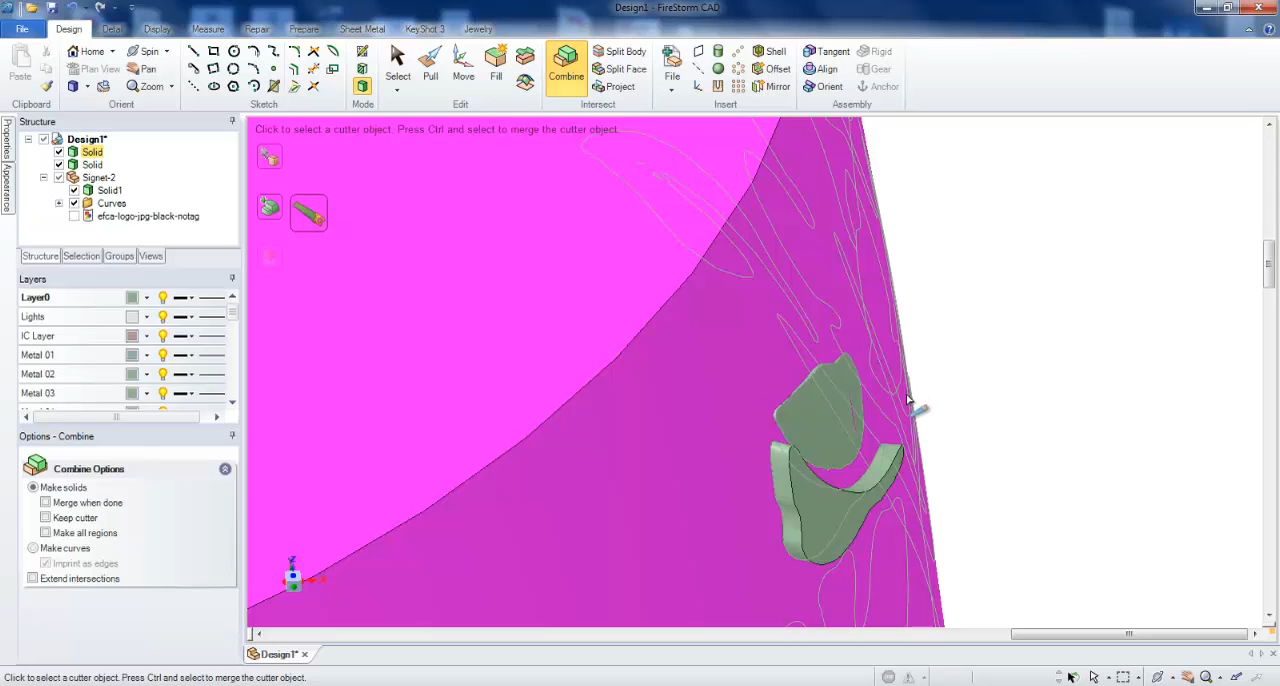 Design1* - FireStorm CAD
File Design Detail Display Measure Repair Prepare Sheet Metal KeyShot 3 Jewelry
Paste
Clipboard
Home Spin
Plan View Pan
Zoom
Orient
Sketch
Mode
Select Pull Move Fill
Edit
Combine
Split Body
Split Face
Project
Intersect
File
Shell
Offset
Mirror
Insert
Tangent Rigid
Align Gear
Orient Anchor
Assembly
Properties Appearance
Structure
Design1*
Solid
Solid
Signet-2
Solid1
Curves
efca-logo-jpg-black-notag
Structure Selection Groups Views
Layers
Layer0
Lights
IC Layer
Metal 01
Metal 02
Metal 03
Options - Combine
Combine Options
Make solids
Merge when done
Keep cutter
Make all regions
Make curves
Imprint as edges
Extend intersections
Click to select a cutter object. Press Ctrl and select to merge the cutter object.
Z
X
Design1*
Click to select a cutter object. Press Ctrl and select to merge the cutter object.